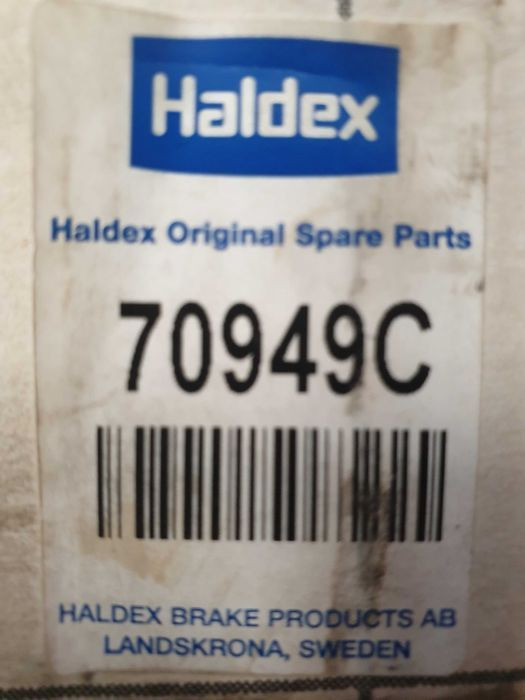 Haldex
Haldex Original Spare Parts
70949C
HALDEX BRAKE PRODUCTS AB
LANDSKRONA, SWEDEN